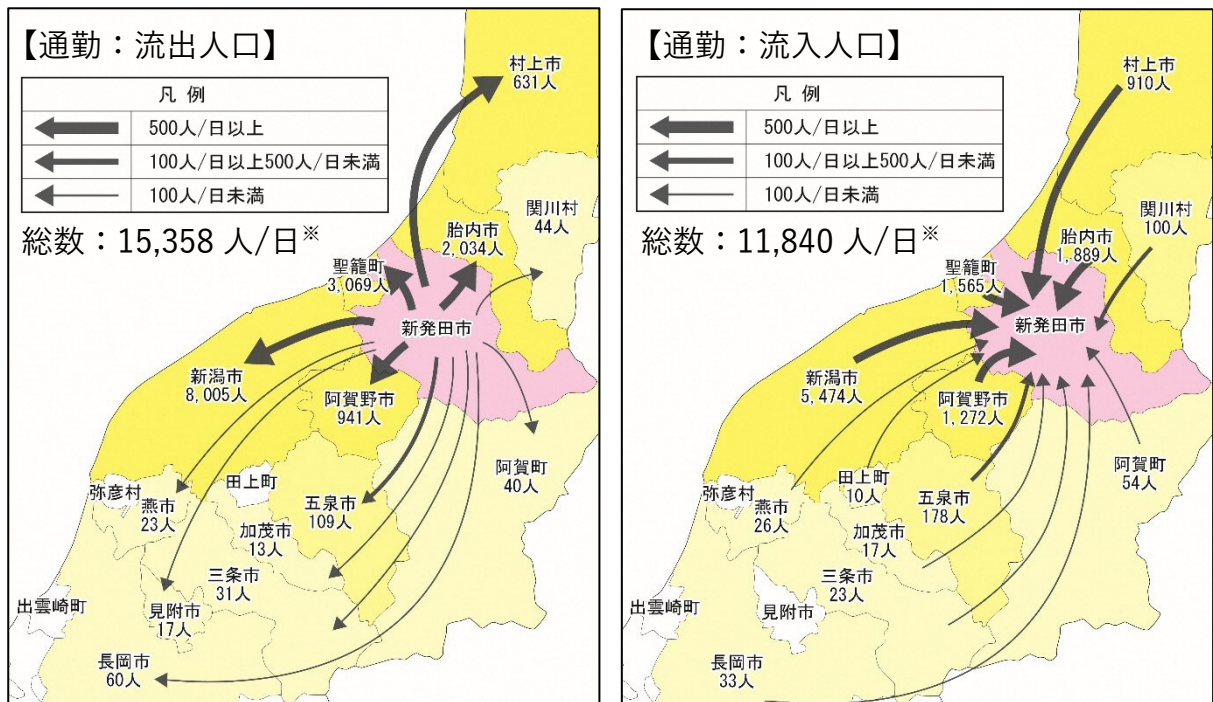 【通勤：流出人口】
凡 例
500人/日以上
100人/日以上500人/日未満
100人/日未満
総数：15,358 人/日※
村上市
631人
関川村
44人
胎内市
2,034人
聖籠町
3,069人
新発田市
新潟市
8,005人
阿賀野市
941人
阿賀町
40人
田上町
弥彦村
燕市
23人
五泉市
109人
加茂市
13人
三条市
31人
出雲崎町
見附市
17人
長岡市
60人
【通勤：流入人口】
凡 例
500人/日以上
100人/日以上500人/日未満
100人/日未満
総数：11,840 人/日※
村上市
910人
関川村
100人
胎内市
1,889人
聖籠町
1,565人
新発田市
新潟市
5,474人
阿賀野市
1,272人
阿賀町
54人
田上町
10人
弥彦村
燕市
26人
五泉市
178人
加茂市
17人
三条市
23人
出雲崎町
見附市
長岡市
33人